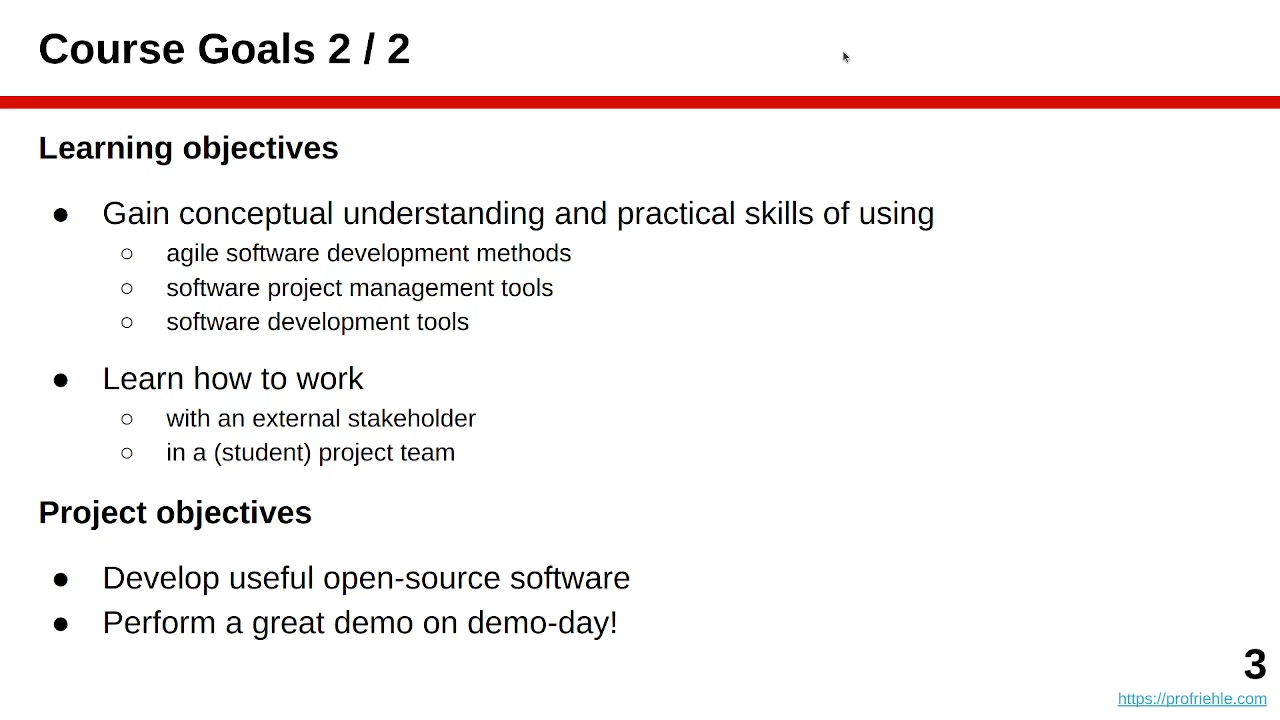 Course Goals 2 / 2
Learning objectives
● Gain conceptual understanding and practical skills of using
○ agile software development methods
○ software project management tools
○ software development tools
● Learn how to work
○ with an external stakeholder
○ in a (student) project team
Project objectives
● Develop useful open-source software
● Perform a great demo on demo-day!
3
https://profriehle.com